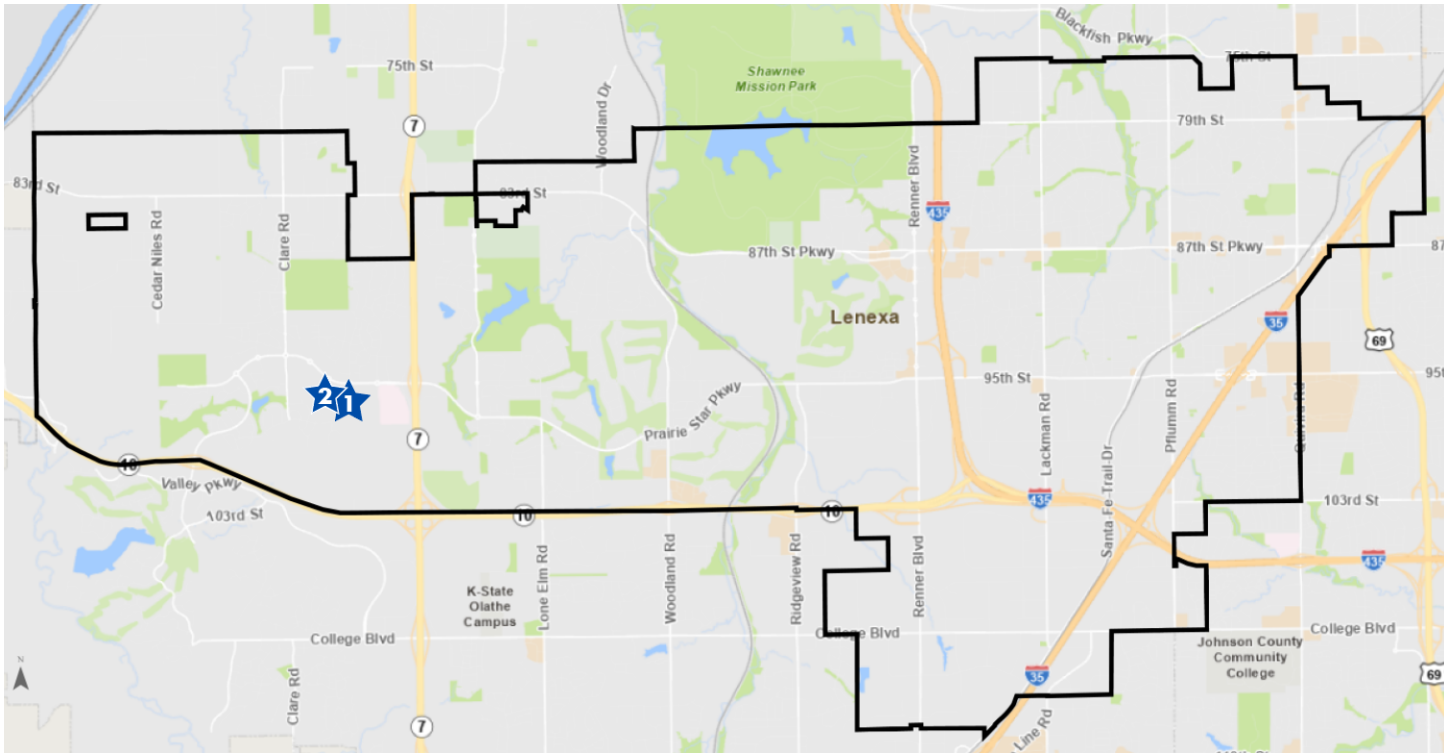 Blackfish Pkwy
75th St
75th St
Shawnee
Mission Park
Woodland Dr
7
79th St
83rd St
83rd St
Renner Blvd
435
Cedar Niles Rd
Clare Rd
87th St Pkwy
87th St Pkwy
87
Lenexa
35
69
95th St
95t
2
1
Prairie Star Pkwy
Lackman Rd
Pflumm Rd
Quivira Rd
7
10
Valley Pkwy
103rd St
10
10
435
Santa Fe Trail Dr
103rd St
435
Lone Elm Rd
Woodland Rd
Ridgeview Rd
Renner Blvd
K-State
Olathe
Campus
College Blvd
College Blvd
College Blvd
Johnson County
Community
College
N
Clare Rd
7
35
69
Line Rd